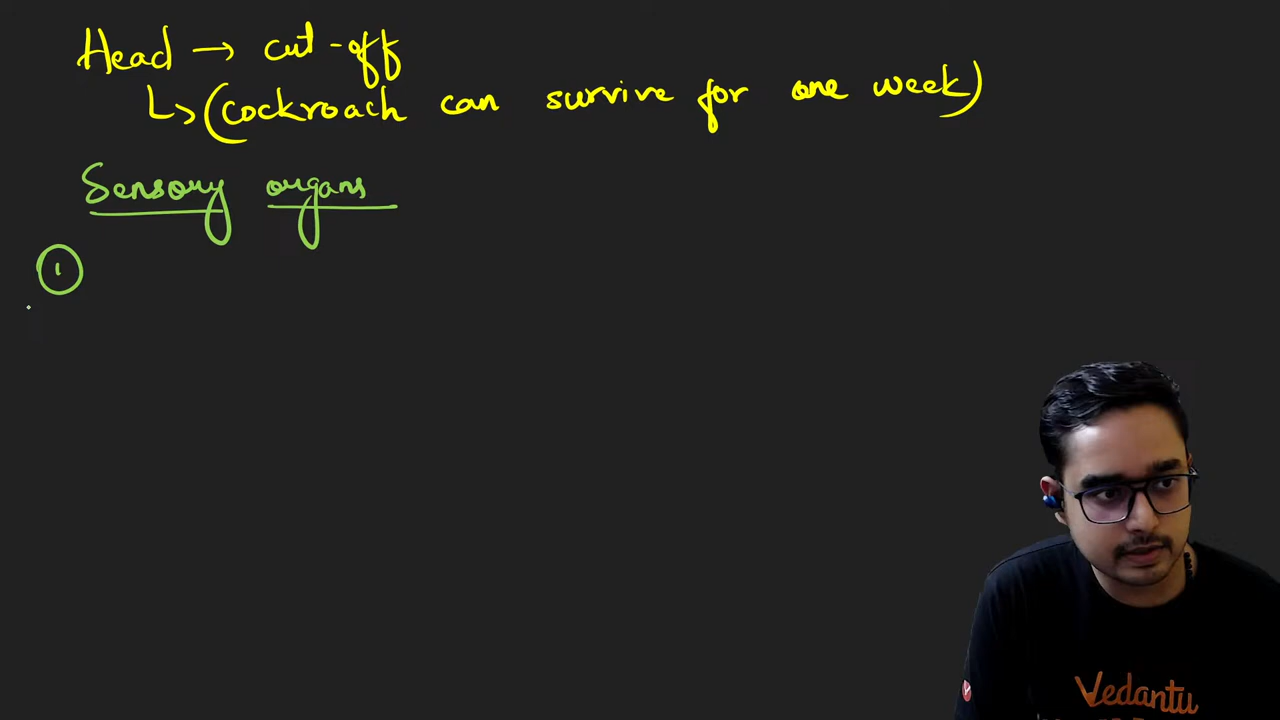 Head → cut-off
↳ (cockroach can survive for one week)
Sensory organs
①
Vedantu